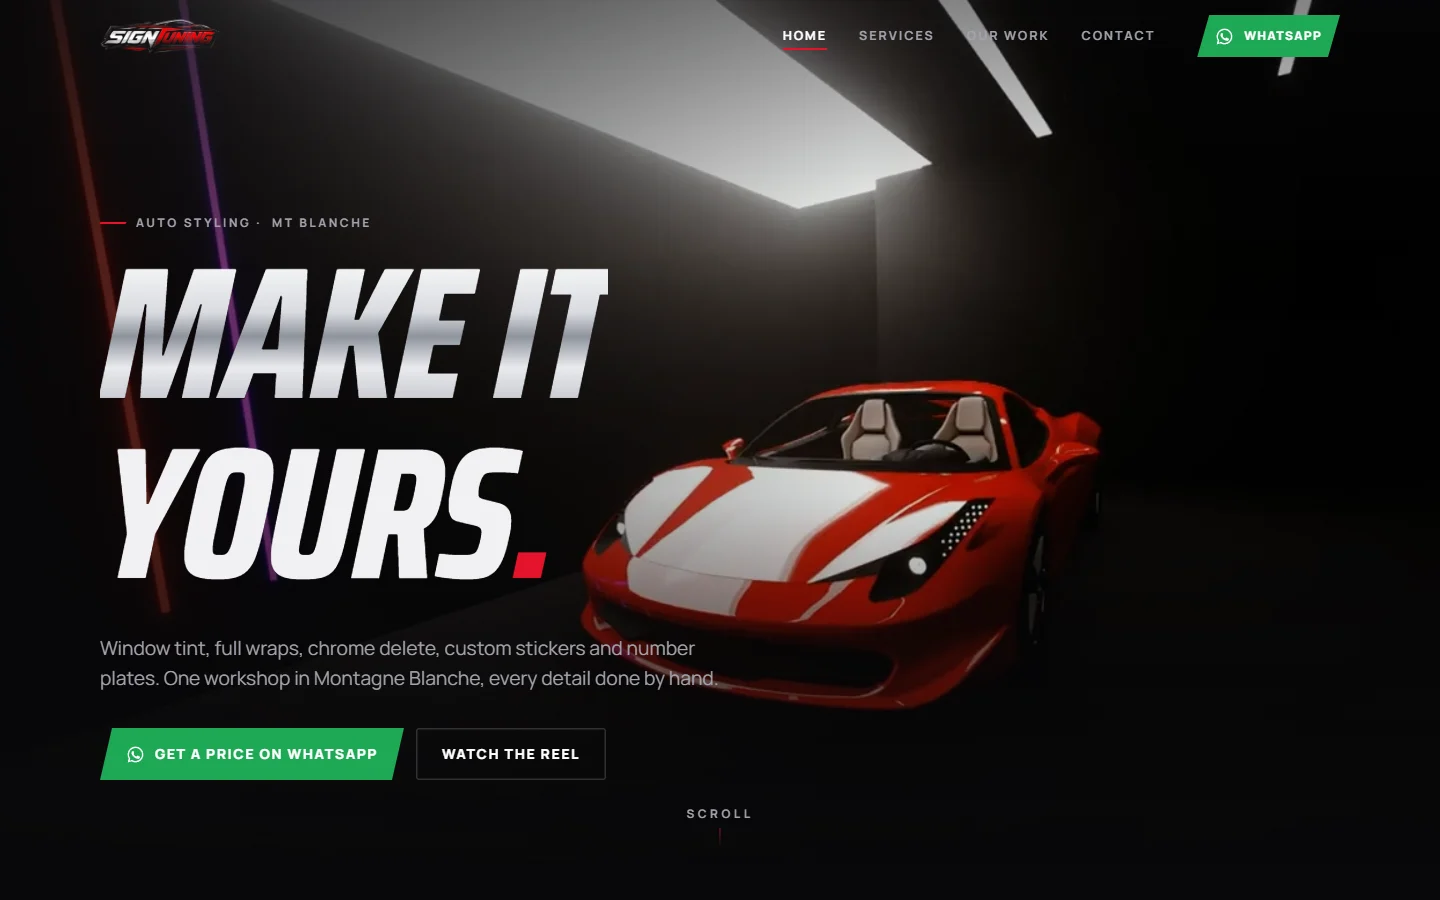 SIGNTUNING
HOME SERVICES OUR WORK CONTACT WHATSAPP
AUTO STYLING · MT BLANCHE
MAKE IT
YOURS.
Window tint, full wraps, chrome delete, custom stickers and number
plates. One workshop in Montagne Blanche, every detail done by hand.
GET A PRICE ON WHATSAPP WATCH THE REEL
SCROLL